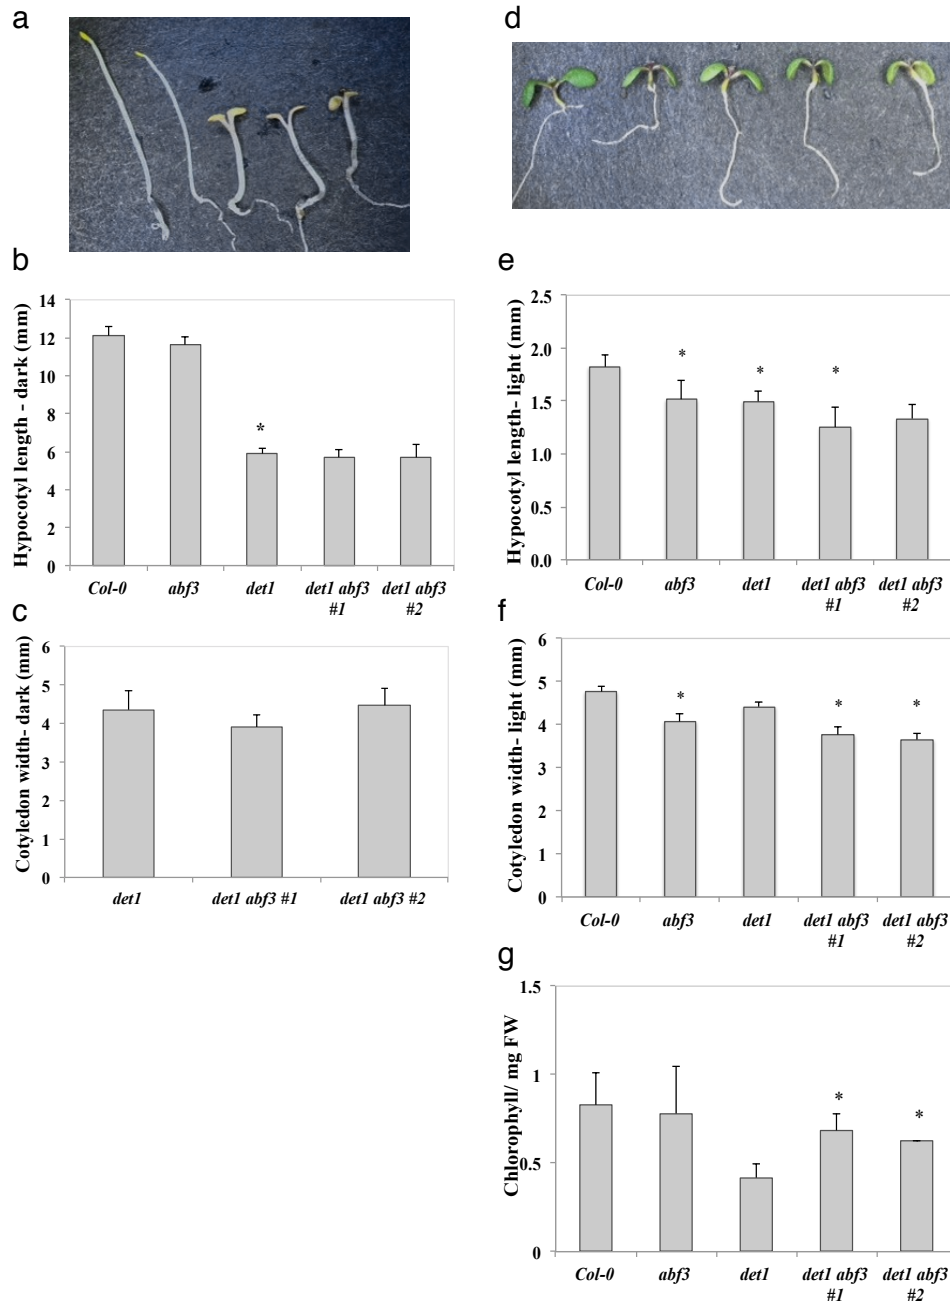 a
b
Hypocotyl length - dark (mm)
14
12
10
8
6
4
2
0
*
Col-0
abf3
det1
det1 abf3
#1
det1 abf3
#2
c
Cotyledon width- dark (mm)
6
5
4
3
2
1
0
det1
det1 abf3 #1
det1 abf3 #2
d
e
Hypocotyl length- light (mm)
2.5
2.0
1.5
1.0
0.5
0.0
*
*
*
Col-0
abf3
det1
det1 abf3
#1
det1 abf3
#2
f
Cotyledon width- light (mm)
6
5
4
3
2
1
0
*
*
*
Col-0
abf3
det1
det1 abf3
#1
det1 abf3
#2
g
Chlorophyll/ mg FW
1.5
1
0.5
0
*
*
Col-0
abf3
det1
det1 abf3
#1
det1 abf3
#2